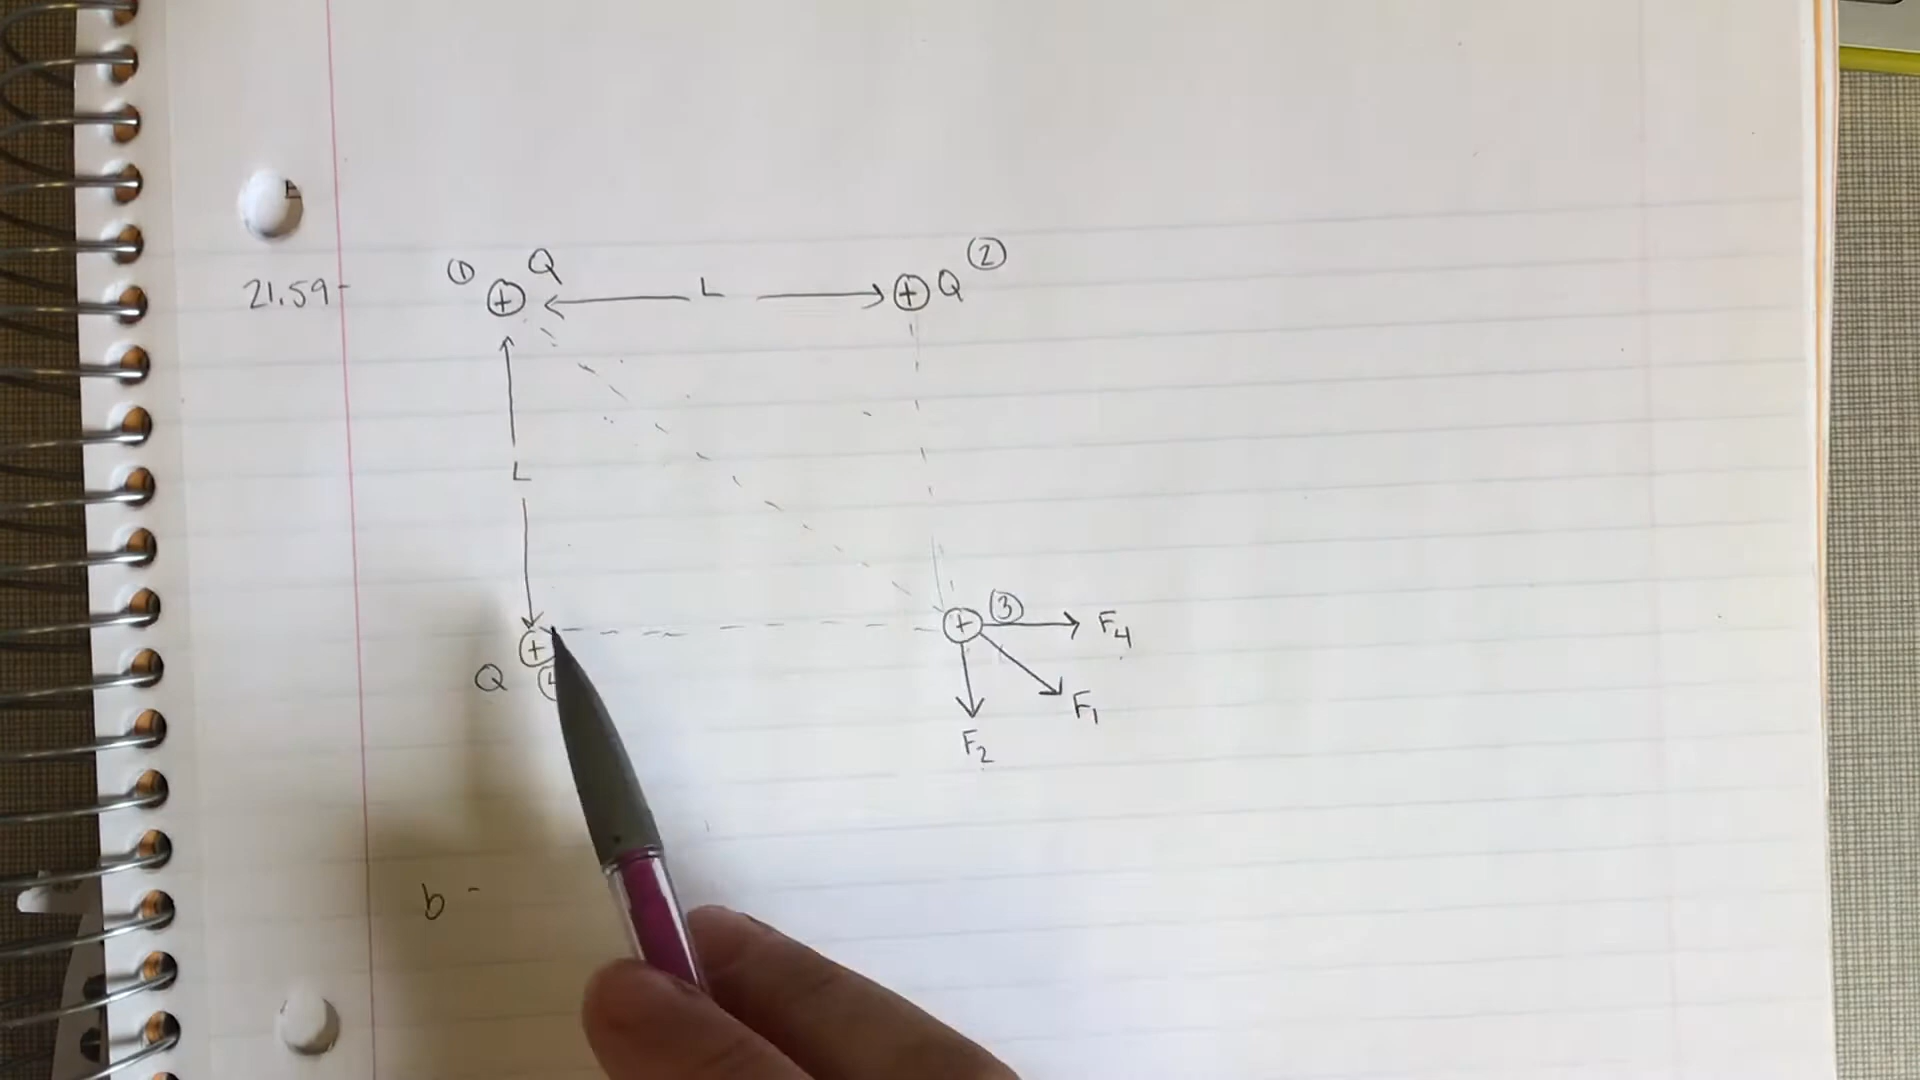 ① Q
②
21.59-
+ L + Q
L
+ ③ F4
Q
F1
F2
b -